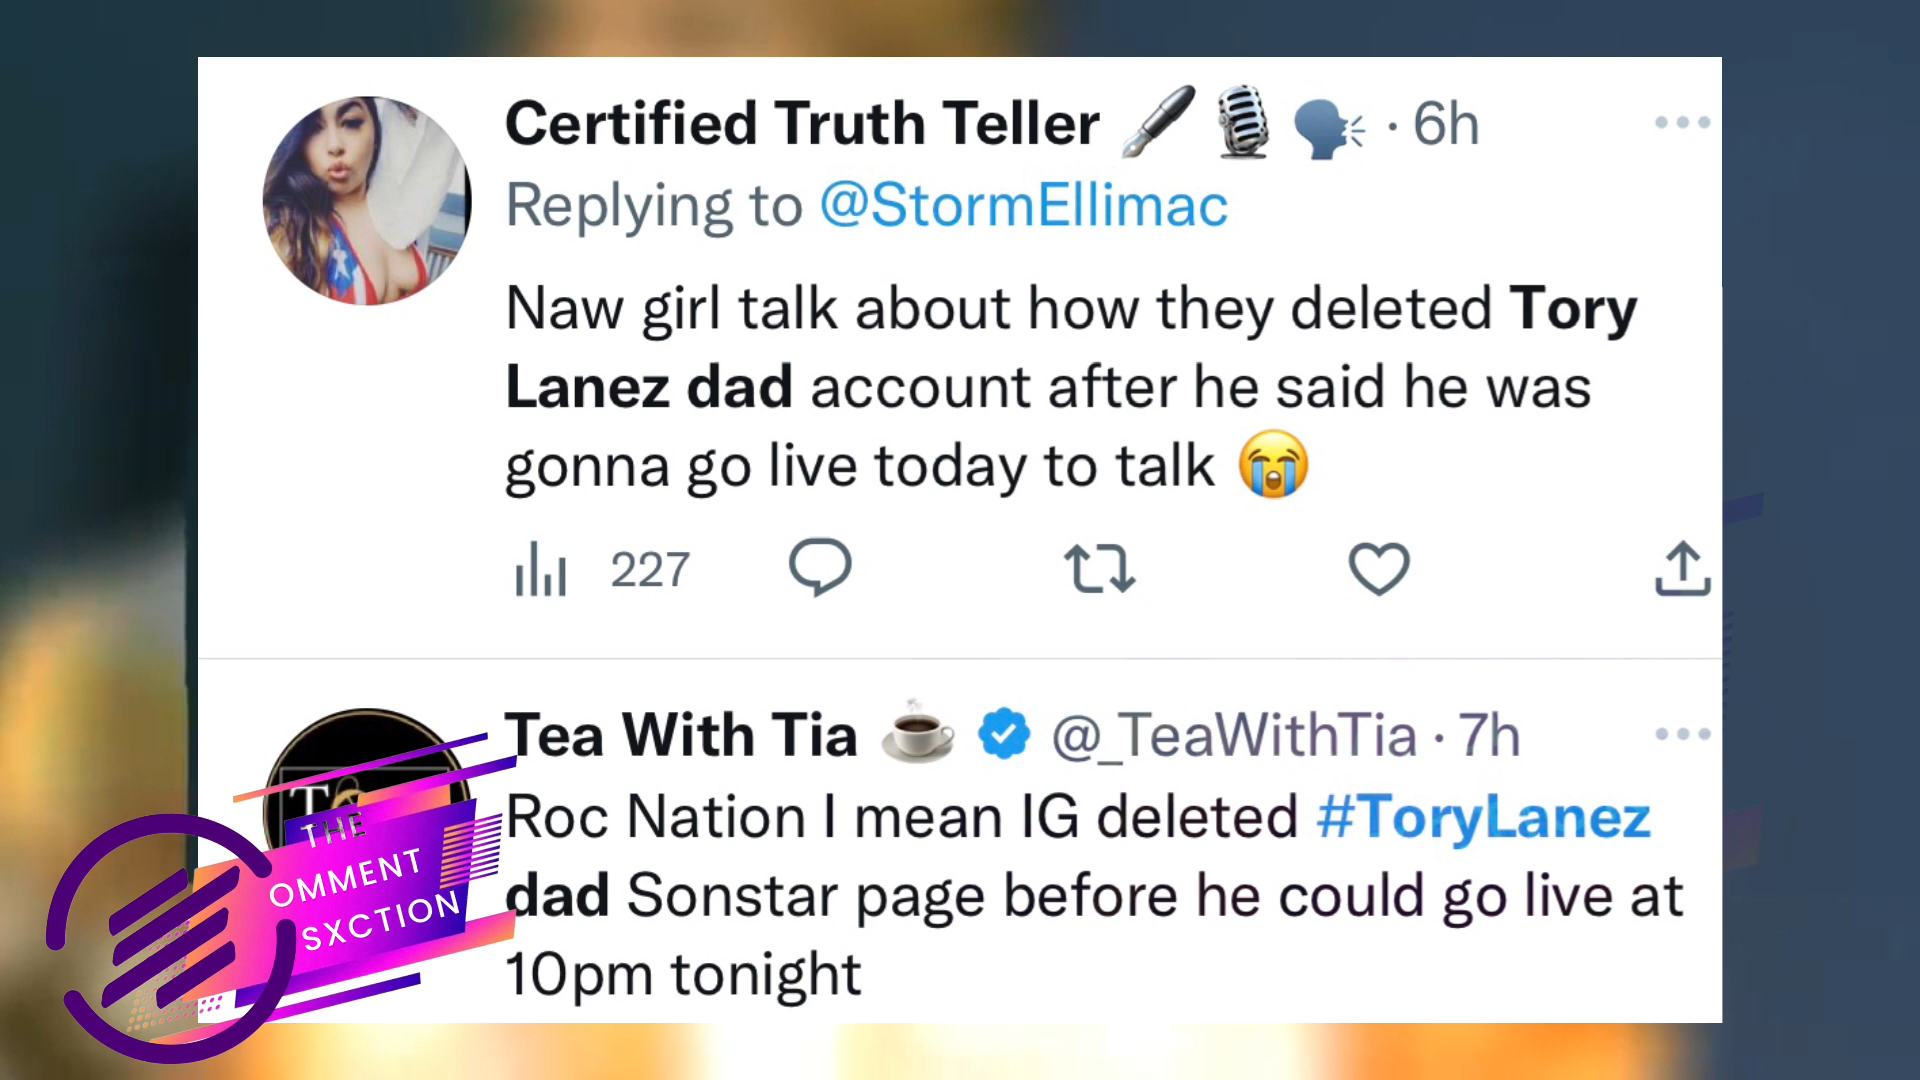 Certified Truth Teller 🖋️ 🎙️ 🗣️ · 6h
Replying to @StormEllimac
Naw girl talk about how they deleted Tory
Lanez dad account after he said he was
gonna go live today to talk 😭
227
Tea With Tia ☕ @_TeaWithTia · 7h
Roc Nation I mean IG deleted #ToryLanez
dad Sonstar page before he could go live at
10pm tonight
THE
OMMENT
SXCTION